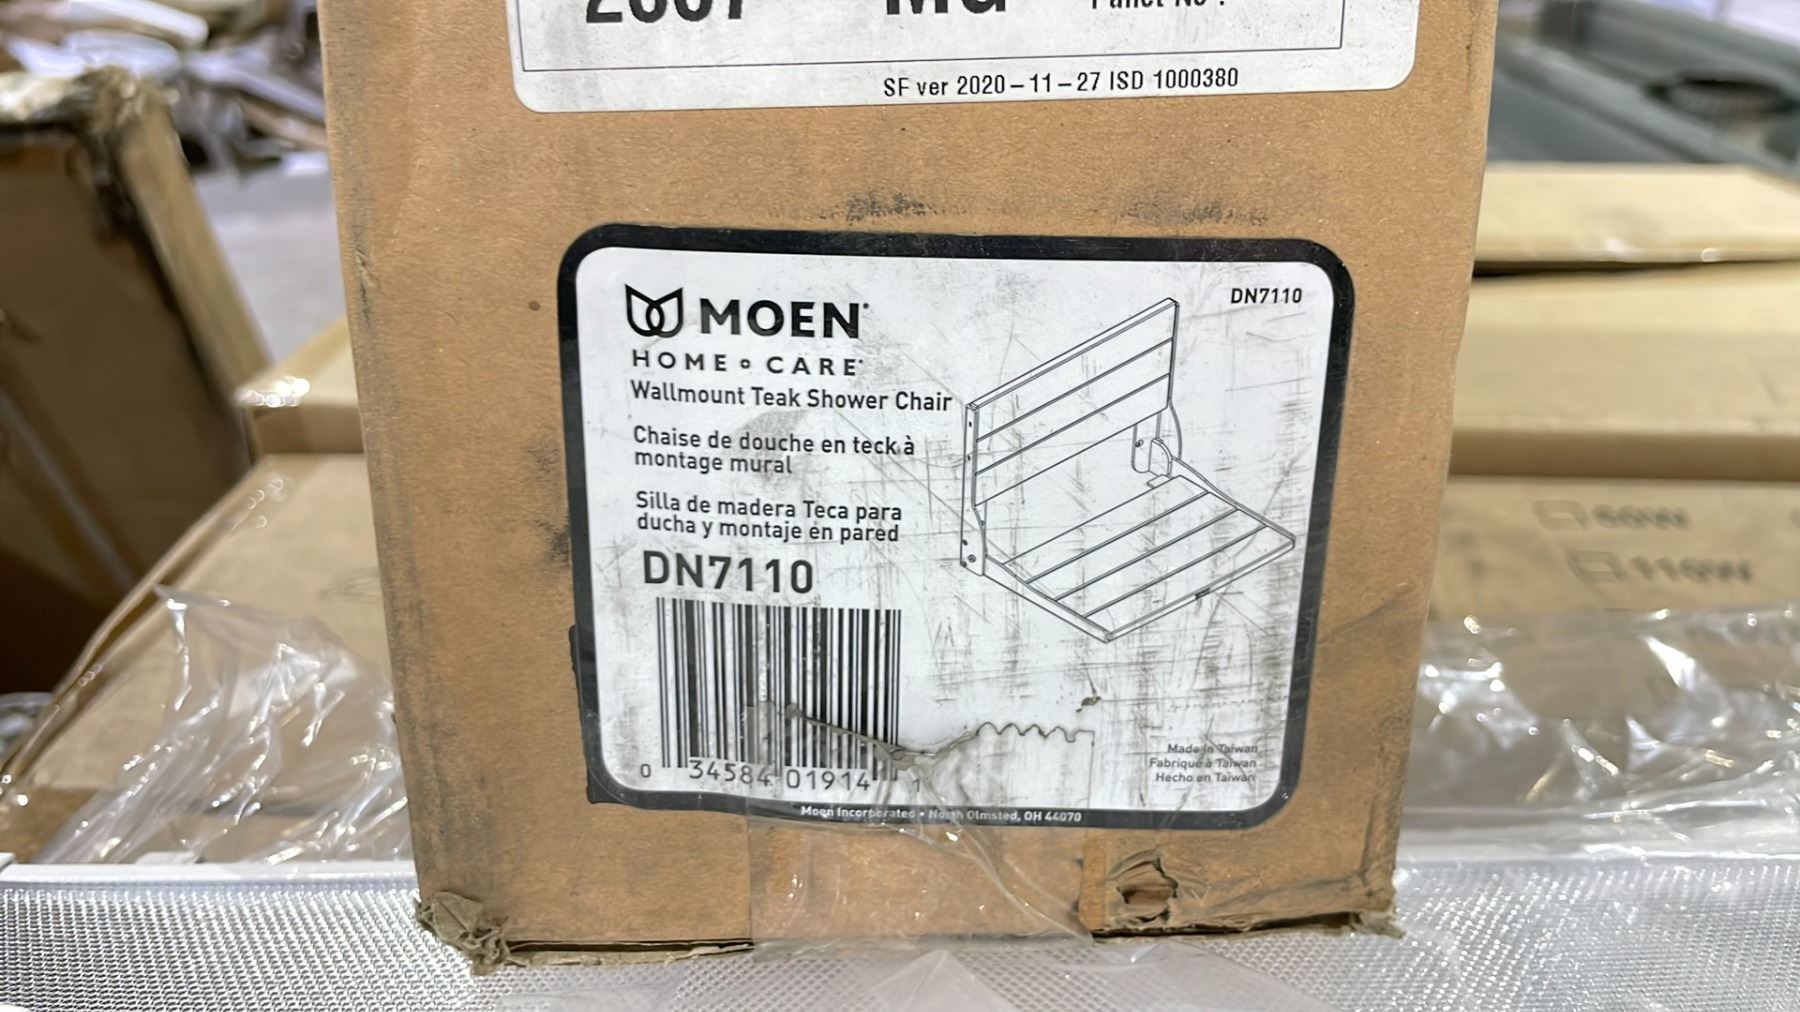 SF ver 2020-11-27 ISD 1000380
MOEN
HOME CARE
DN7110
Wallmount Teak Shower Chair
Chaise de douche en teck à
montage mural
Silla de madera Teca para
ducha y montaje en pared
DN7110
0 34584 01914 1
Made in Taiwan
Fabriqué à Taiwan
Hecho en Taiwan
Moen Incorporated • North Olmsted, OH 44070